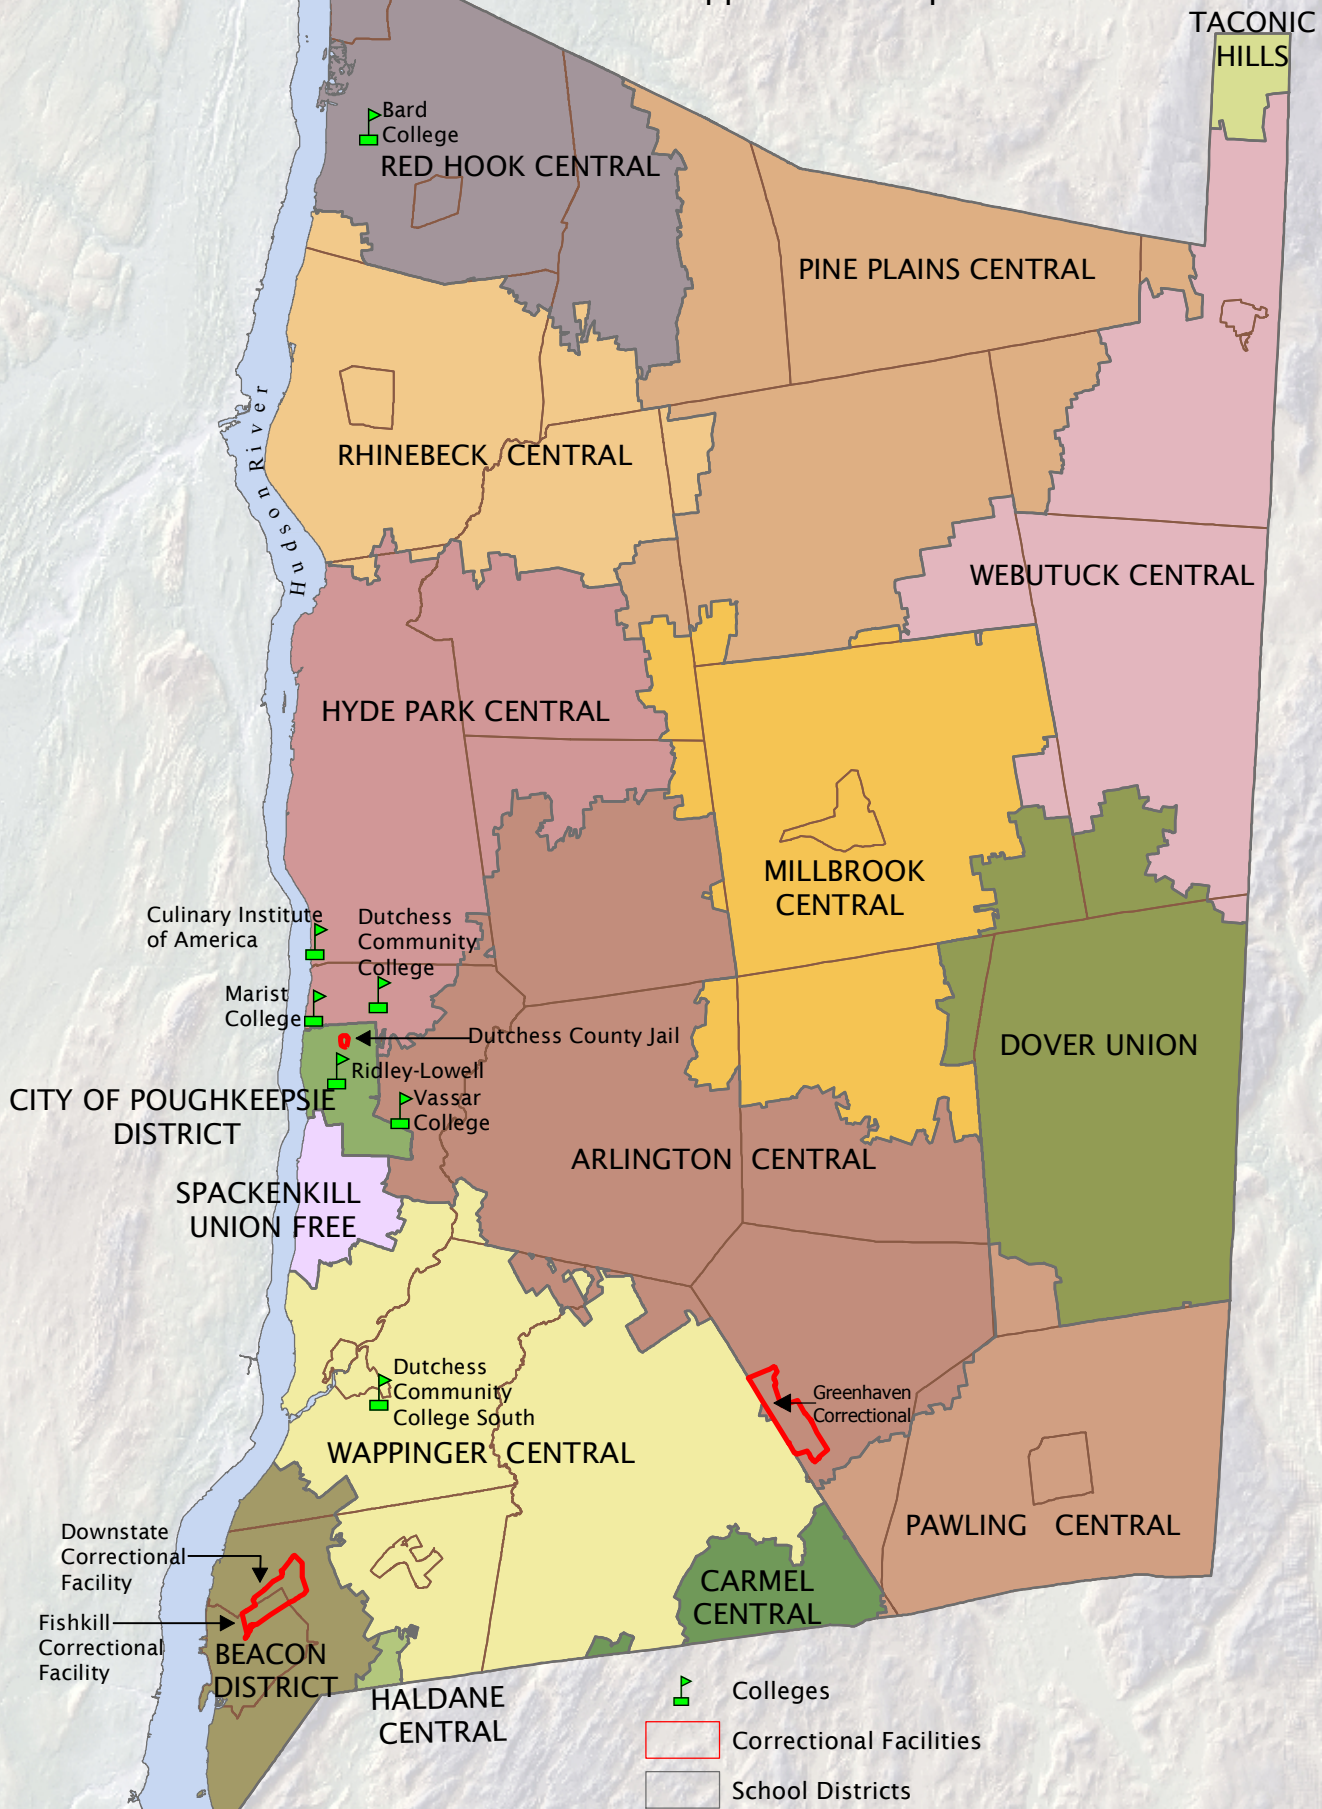 TACONIC
HILLS
Bard
College
RED HOOK CENTRAL
PINE PLAINS CENTRAL
Hudson River
RHINEBECK CENTRAL
WEBUTUCK CENTRAL
HYDE PARK CENTRAL
MILLBROOK
CENTRAL
Culinary Institute
of America
Dutchess
Community
College
Marist
College
Dutchess County Jail
DOVER UNION
Ridley-Lowell
CITY OF POUGHKEEPSIE
DISTRICT
Vassar
College
ARLINGTON CENTRAL
SPACKENKILL
UNION FREE
Dutchess
Community
College South
Greenhaven
Correctional
WAPPINGER CENTRAL
PAWLING CENTRAL
Downstate
Correctional
Facility
CARMEL
CENTRAL
Fishkill
Correctional
Facility
BEACON
DISTRICT
HALDANE
CENTRAL
Colleges
Correctional Facilities
School Districts